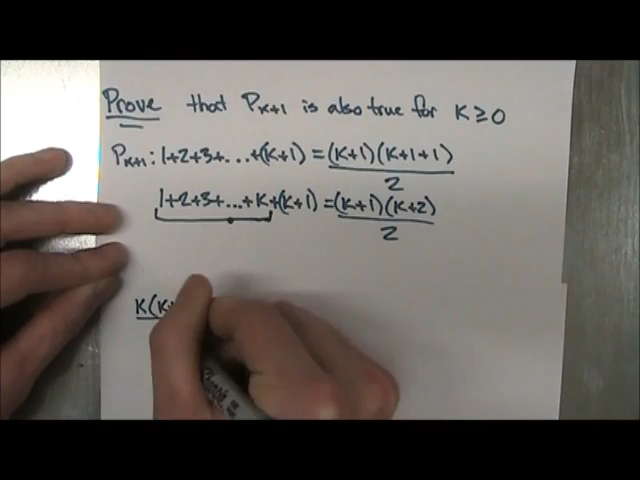 Prove that Pk+1 is also true for K ≥ 0
Pk+1: 1+2+3+...+(k+1) = (k+1)(k+1+1)
2
1+2+3+...+k+(k+1) = (k+1)(k+2)
2
K(K+